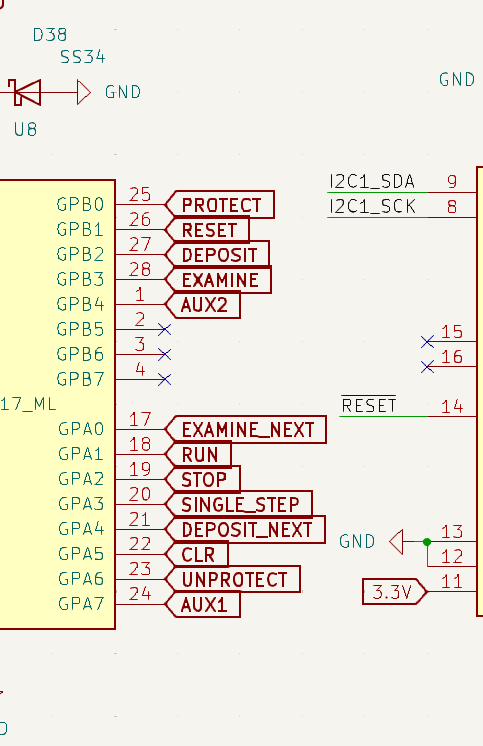 D38
SS34
GND
U8
GND
GPB0 25 PROTECT
GPB1 26 RESET
GPB2 27 DEPOSIT
GPB3 28 EXAMINE
GPB4 1 AUX2
GPB5 2
GPB6 3
GPB7 4
17_ML
GPA0 17 EXAMINE_NEXT
GPA1 18 RUN
GPA2 19 STOP
GPA3 20 SINGLE_STEP
GPA4 21 DEPOSIT_NEXT
GPA5 22 CLR
GPA6 23 UNPROTECT
GPA7 24 AUX1
I2C1_SDA 9
I2C1_SCK 8
15
16
RESET 14
GND 13
12
3.3V 11